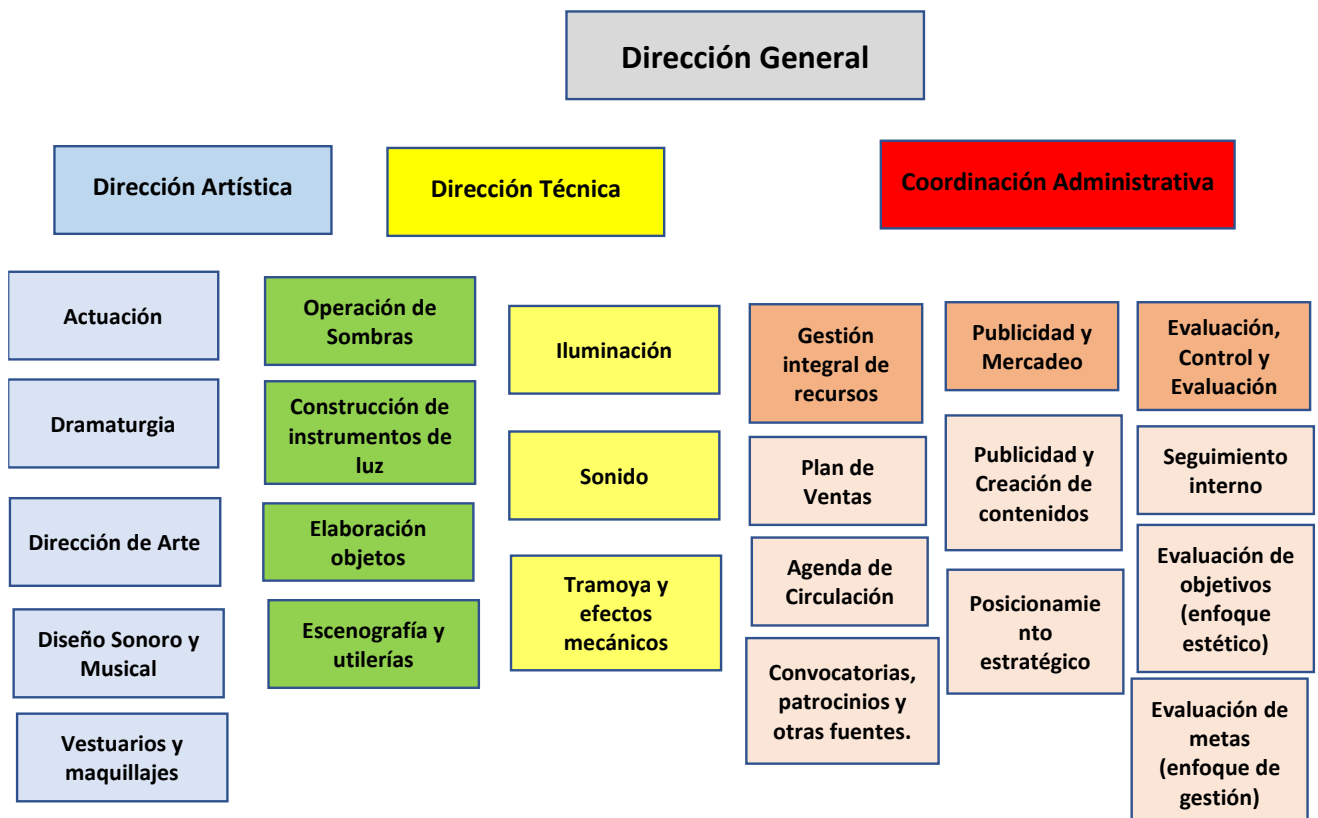 Dirección General
Dirección Artística
Dirección Técnica
Coordinación Administrativa
Actuación
Dramaturgia
Dirección de Arte
Diseño Sonoro y
Musical
Vestuarios y
maquillajes
Operación de
Sombras
Construcción de
instrumentos de
luz
Elaboración
objetos
Escenografía y
utilerías
Iluminación
Sonido
Tramoya y
efectos
mecánicos
Gestión
integral de
recursos
Plan de
Ventas
Agenda de
Circulación
Convocatorias,
patrocinios y
otras fuentes.
Publicidad y
Mercadeo
Publicidad y
Creación de
contenidos
Posicionamie
nto
estratégico
Evaluación,
Control y
Evaluación
Seguimiento
interno
Evaluación de
objetivos
(enfoque
estético)
Evaluación de
metas
(enfoque de
gestión)